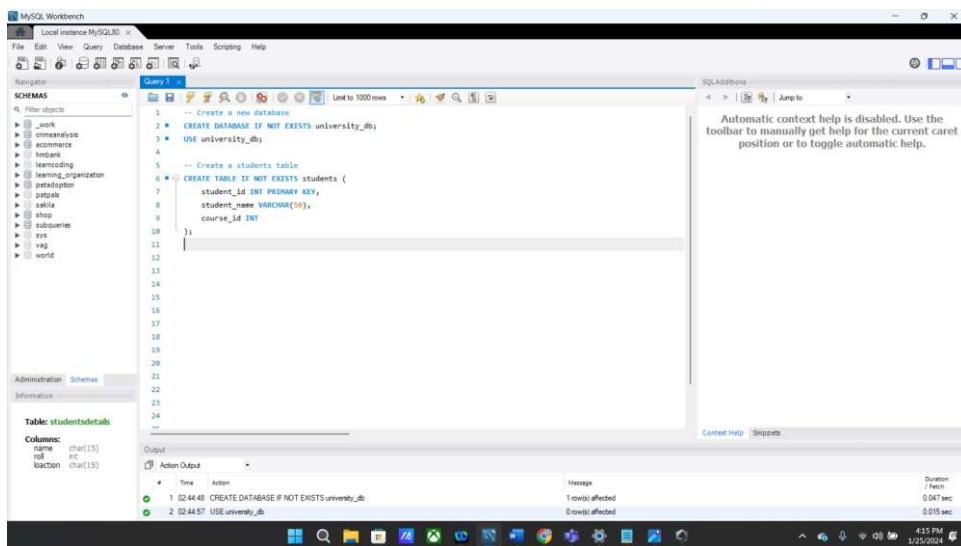 MySQL Workbench
Local instance MySQL80 ×
File Edit View Query Database Server Tools Scripting Help
Navigator
SCHEMAS
Filter objects
_work
crimeanalysis
ecommerce
hmbank
learncoding
learning_organization
petadoption
petpals
sakila
shop
subqueries
sys
vag
world
Administration Schemas
Information
Table: studentsdetails
Columns:
name char(15)
roll int
loaction char(15)
Query 1 ×
Limit to 1000 rows
1 -- Create a new database
2 CREATE DATABASE IF NOT EXISTS university_db;
3 USE university_db;
4
5 -- Create a students table
6 CREATE TABLE IF NOT EXISTS students (
7 student_id INT PRIMARY KEY,
8 student_name VARCHAR(50),
9 course_id INT
10 );
11
12
13
14
15
16
17
18
19
20
21
22
23
24
SQLAdditions
Jump to
Automatic context help is disabled. Use the
toolbar to manually get help for the current caret
position or to toggle automatic help.
Context Help Snippets
Output
Action Output
# Time Action Message Duration / Fetch
1 02:44:48 CREATE DATABASE IF NOT EXISTS university_db 1 row(s) affected 0.047 sec
2 02:44:57 USE university_db 0 row(s) affected 0.015 sec
4:15 PM
1/25/2024